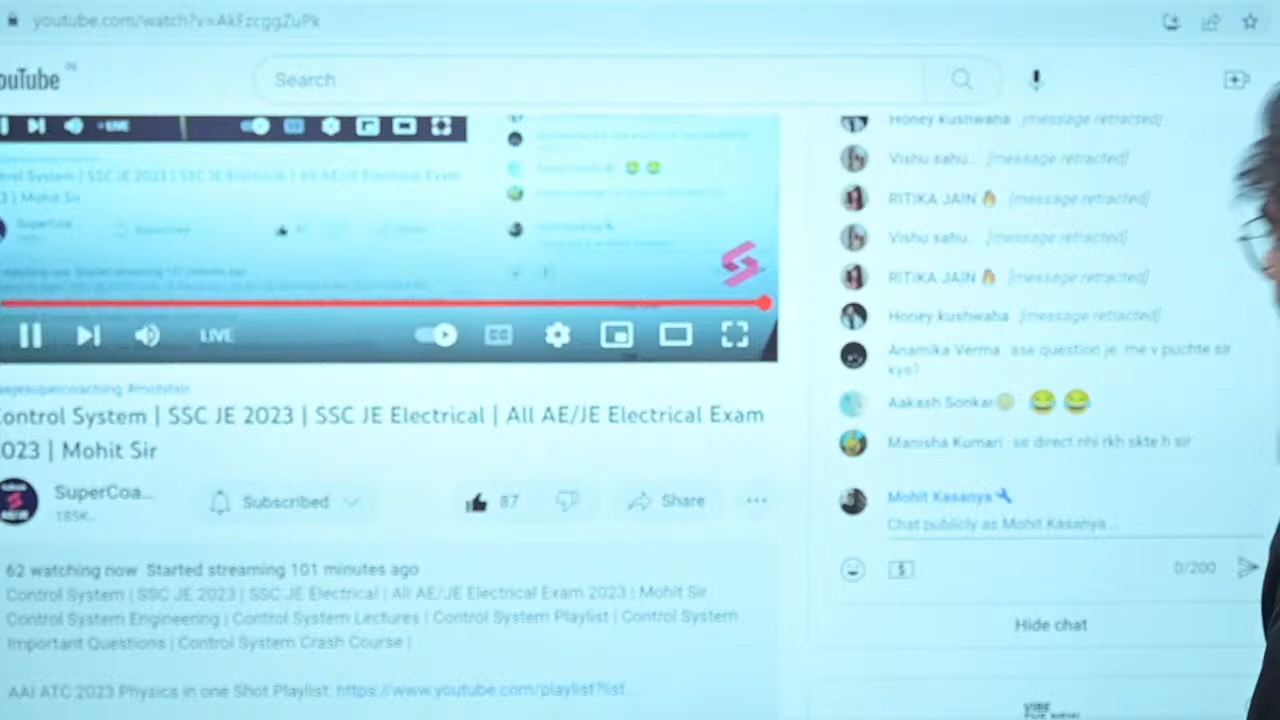 youtube.com/watch?v=AkFzcggZuPk
ouTube IN
Search
LIVE
ntrol System | SSC JE 2023 | SSC JE Electrical | All AE/JE Electrical Exam
3 | Mohit Sir
LIVE
CC
#mohitsir
Control System | SSC JE 2023 | SSC JE Electrical | All AE/JE Electrical Exam
023 | Mohit Sir
SuperCoa...
185K..
Subscribed
87
Share
62 watching now Started streaming 101 minutes ago
Control System | SSC JE 2023 | SSC JE Electrical | All AE/JE Electrical Exam 2023 | Mohit Sir
Control System Engineering | Control System Lectures | Control System Playlist | Control System
Important Questions | Control System Crash Course |
AAI ATC 2023 Physics in one Shot Playlist: https://www.youtube.com/playlist?list...
Honey kushwaha [message retracted]
Vishu sahu.. [message retracted]
RITIKA JAIN [message retracted]
Vishu sahu.. [message retracted]
RITIKA JAIN [message retracted]
Honey kushwaha [message retracted]
Anamika Verma sse question je. me v puchte sir
kya?
Aakash Sonkar
Manisha Kumari sir direct nhi rkh skte h sir
Mohit Kasanya
Chat publicly as Mohit Kasanya...
0/200
Hide chat
VIBE